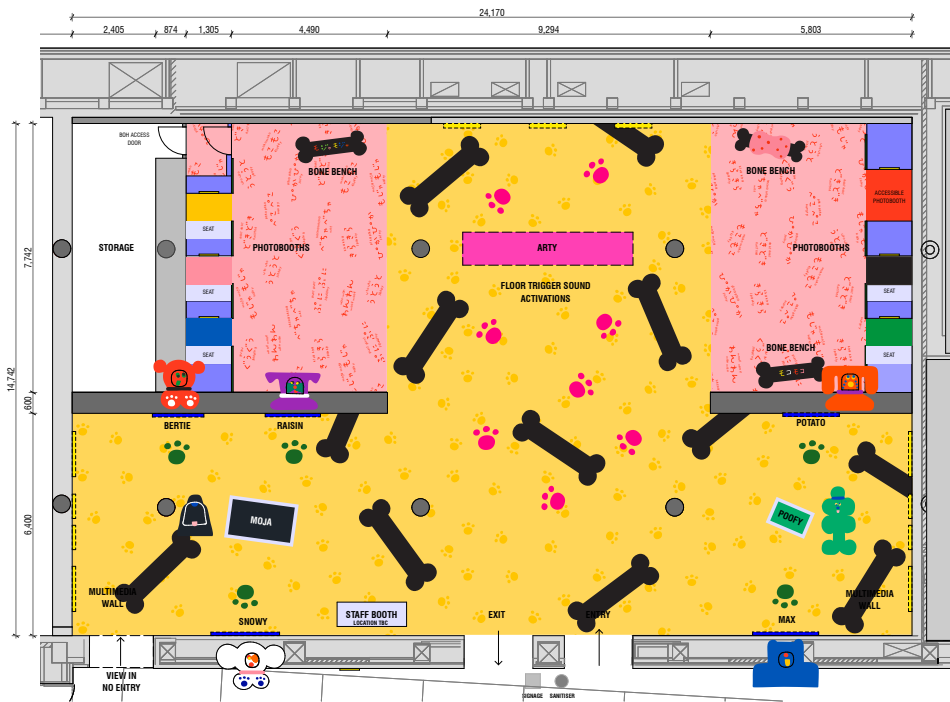 24,170
2,405
874
1,305
4,490
9,294
5,803
BOH ACCESS
DOOR
BONE BENCH
BONE BENCH
ACCESSIBLE
PHOTOBOOTH
SEAT
STORAGE
PHOTOBOOTHS
ARTY
PHOTOBOOTHS
7,742
FLOOR TRIGGER SOUND
ACTIVATIONS
SEAT
SEAT
BONE BENCH
SEAT
SEAT
14,742
600
BERTIE
RAISIN
POTATO
MOJA
POOFY
6,400
MULTIMEDIA
WALL
MULTIMEDIA
WALL
SNOWY
STAFF BOOTH
LOCATION TBC
EXIT
ENTRY
MAX
VIEW IN
NO ENTRY
SIGNAGE
SANITISER